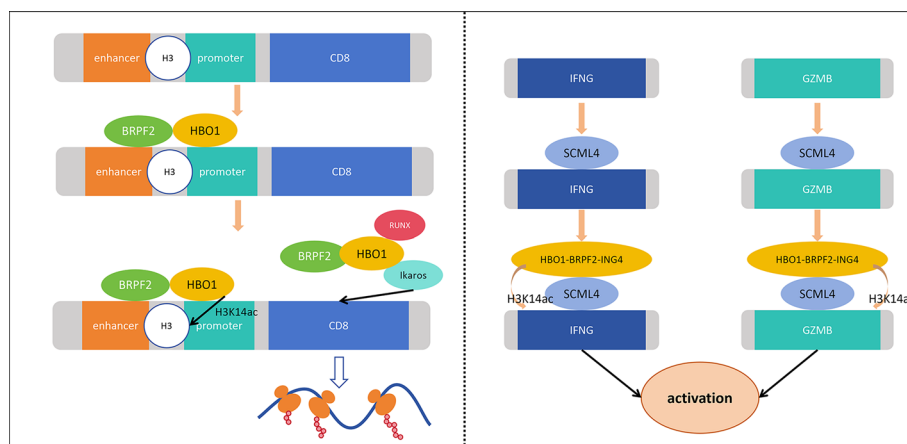 enhancer H3 promoter CD8
BRPF2 HBO1
enhancer H3 promoter CD8
RUNX
BRPF2 HBO1
Ikaros
BRPF2 HBO1
H3K14ac
enhancer H3 promoter CD8
IFNG GZMB
SCML4 SCML4
IFNG GZMB
HBO1-BRPF2-ING4 HBO1-BRPF2-ING4
H3K14ac SCML4 SCML4 H3K14a
IFNG GZMB
activation